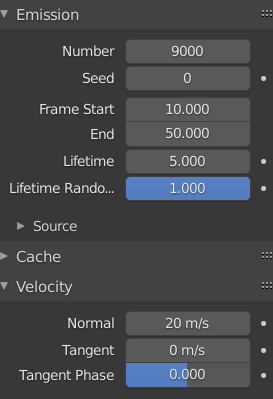 Emission
Number 9000
Seed 0
Frame Start 10.000
End 50.000
Lifetime 5.000
Lifetime Rando... 1.000
Source
Cache
Velocity
Normal 20 m/s
Tangent 0 m/s
Tangent Phase 0.000